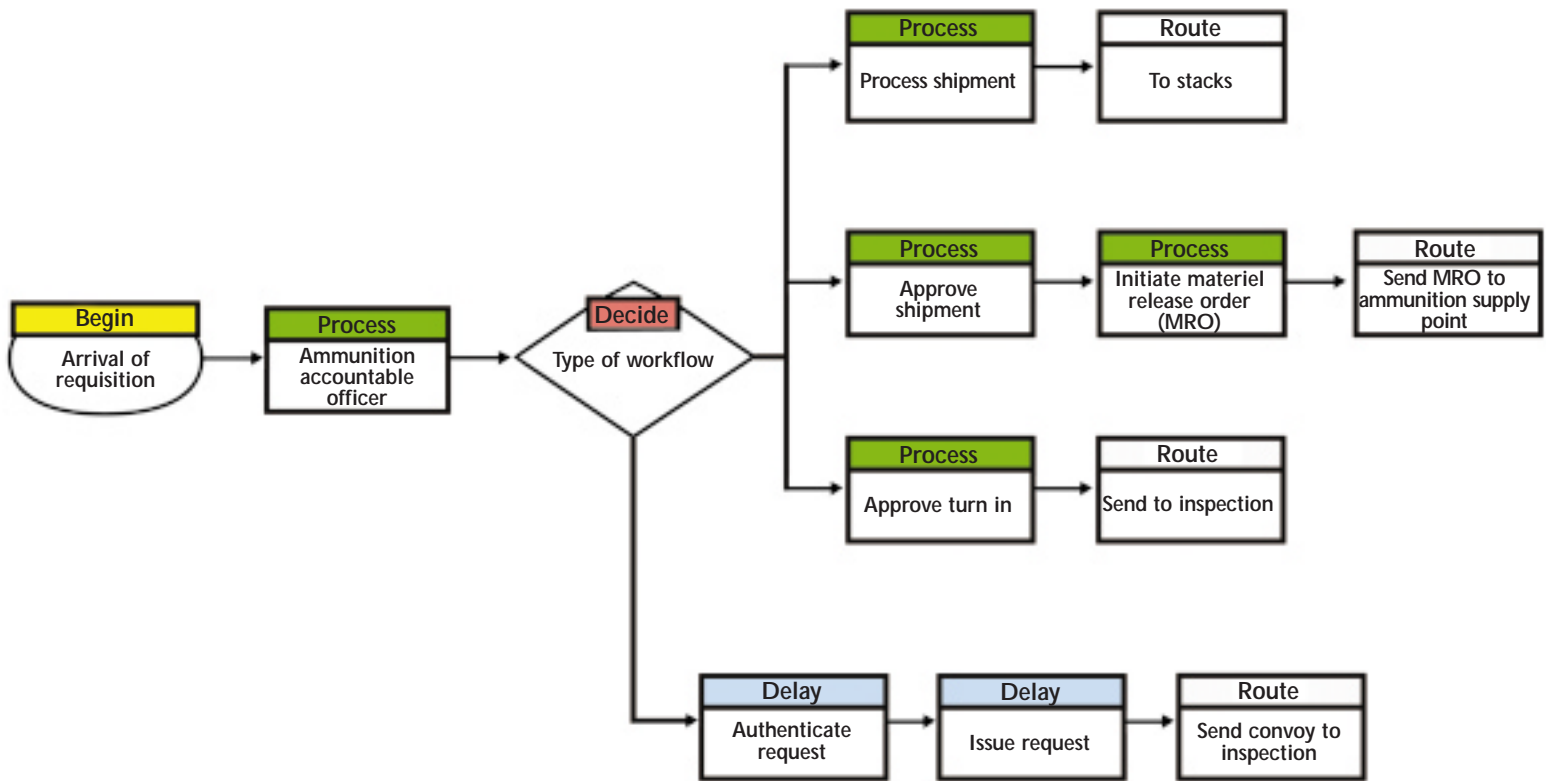 Begin
Arrival of
requisition
Process
Ammunition
accountable
officer
Decide
Type of workflow
Process
Process shipment
Route
To stacks
Process
Approve
shipment
Process
Initiate materiel
release order
(MRO)
Route
Send MRO to
ammunition supply
point
Process
Approve turn in
Route
Send to inspection
Delay
Authenticate
request
Delay
Issue request
Route
Send convoy to
inspection